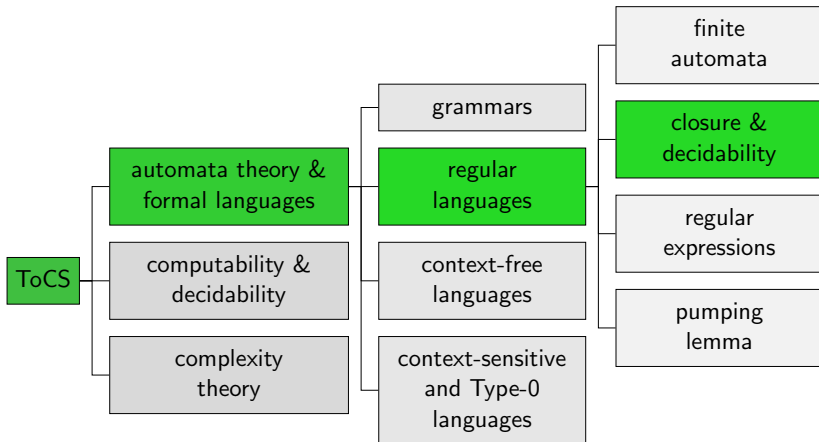 ToCS
automata theory &
formal languages
computability &
decidability
complexity
theory
grammars
regular
languages
context-free
languages
context-sensitive
and Type-0
languages
finite
automata
closure &
decidability
regular
expressions
pumping
lemma